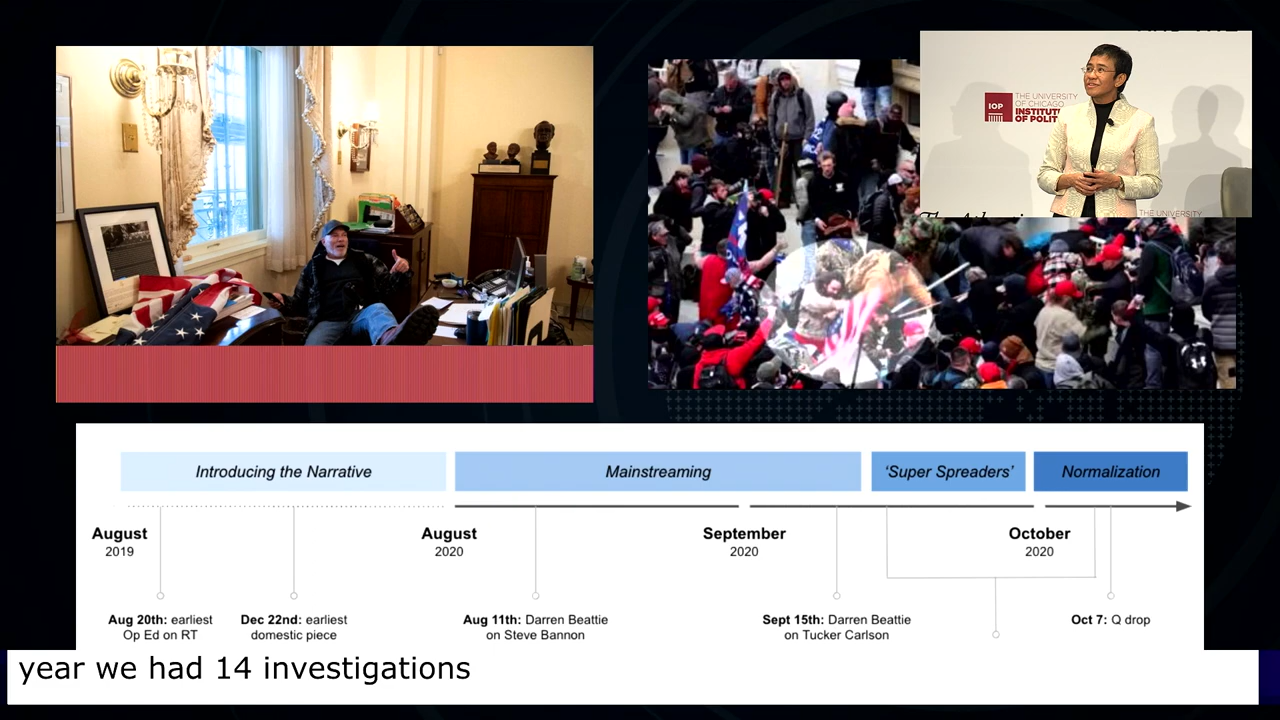 IOP
THE UNIVERSITY
OF CHICAGO
INSTITUTE
OF POLIT
The Atlantic
THE UNIVERSITY
Introducing the Narrative
Mainstreaming
‘Super Spreaders’
Normalization
August
2019
August
2020
September
2020
October
2020
Aug 20th: earliest
Op Ed on RT
Dec 22nd: earliest
domestic piece
Aug 11th: Darren Beattie
on Steve Bannon
Sept 15th: Darren Beattie
on Tucker Carlson
Oct 7: Q drop
year we had 14 investigations